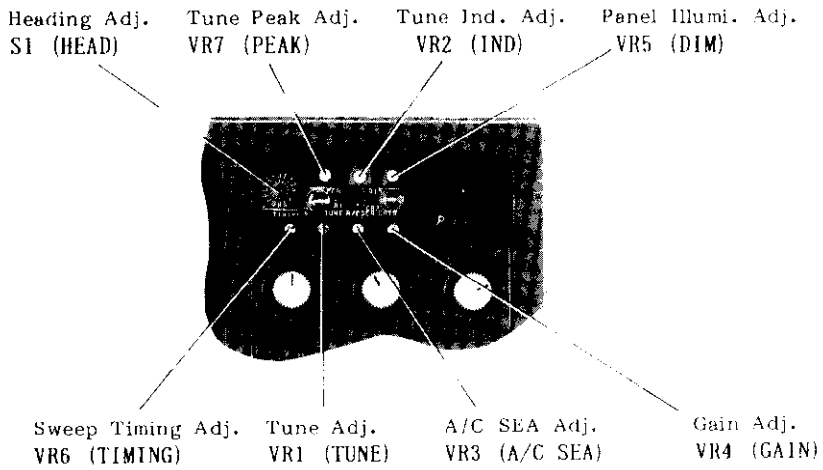 Heading Adj. Tune Peak Adj. Tune Ind. Adj. Panel Illumi. Adj.
S1 (HEAD) VR7 (PEAK) VR2 (IND) VR5 (DIM)
Sweep Timing Adj. Tune Adj. A/C SEA Adj. Gain Adj.
VR6 (TIMING) VR1 (TUNE) VR3 (A/C SEA) VR4 (GAIN)